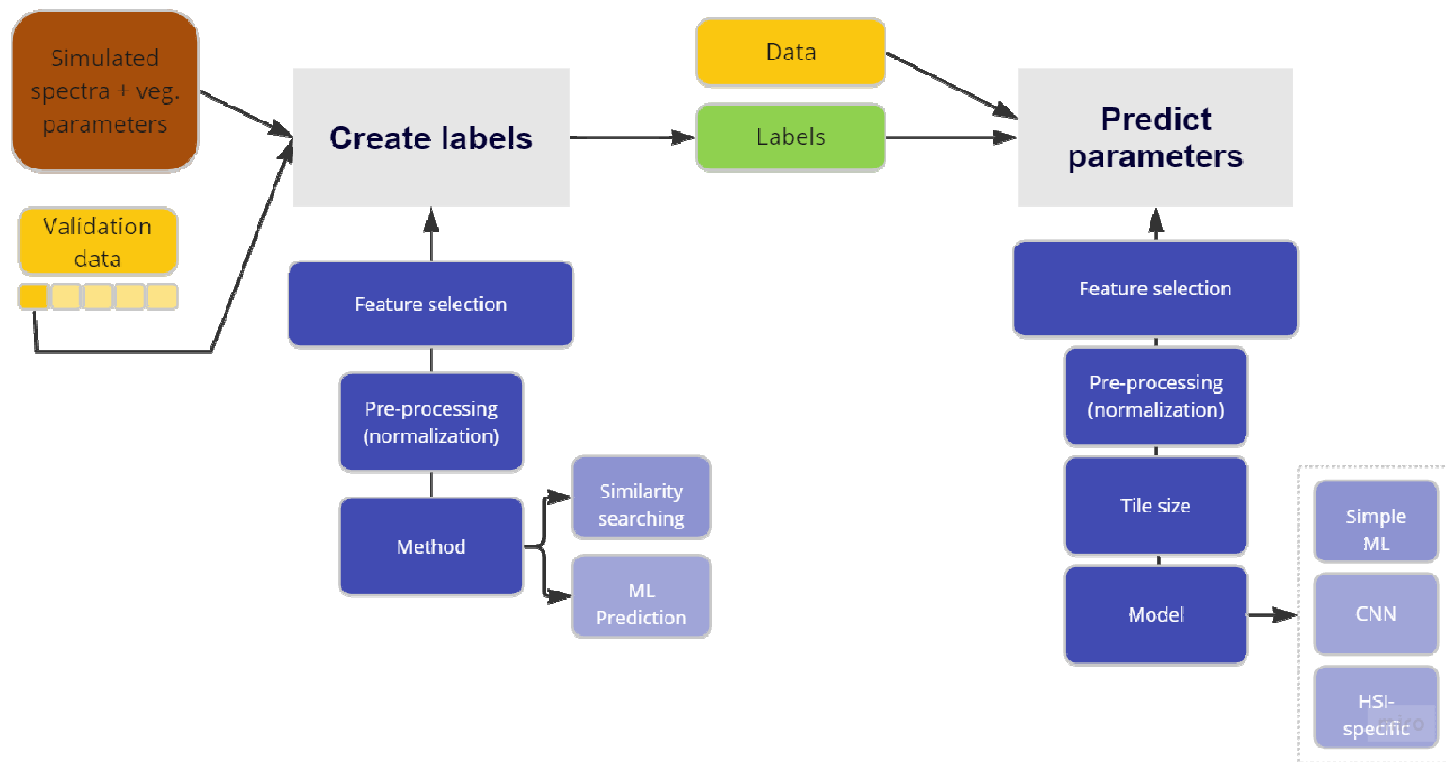 Simulated
spectra + veg.
parameters
Validation
data
Create labels
Data
Labels
Predict
parameters
Feature selection
Pre-processing
(normalization)
Method
Similarity
searching
ML
Prediction
Feature selection
Pre-processing
(normalization)
Tile size
Model
Simple
ML
CNN
HSI-
specific
miro